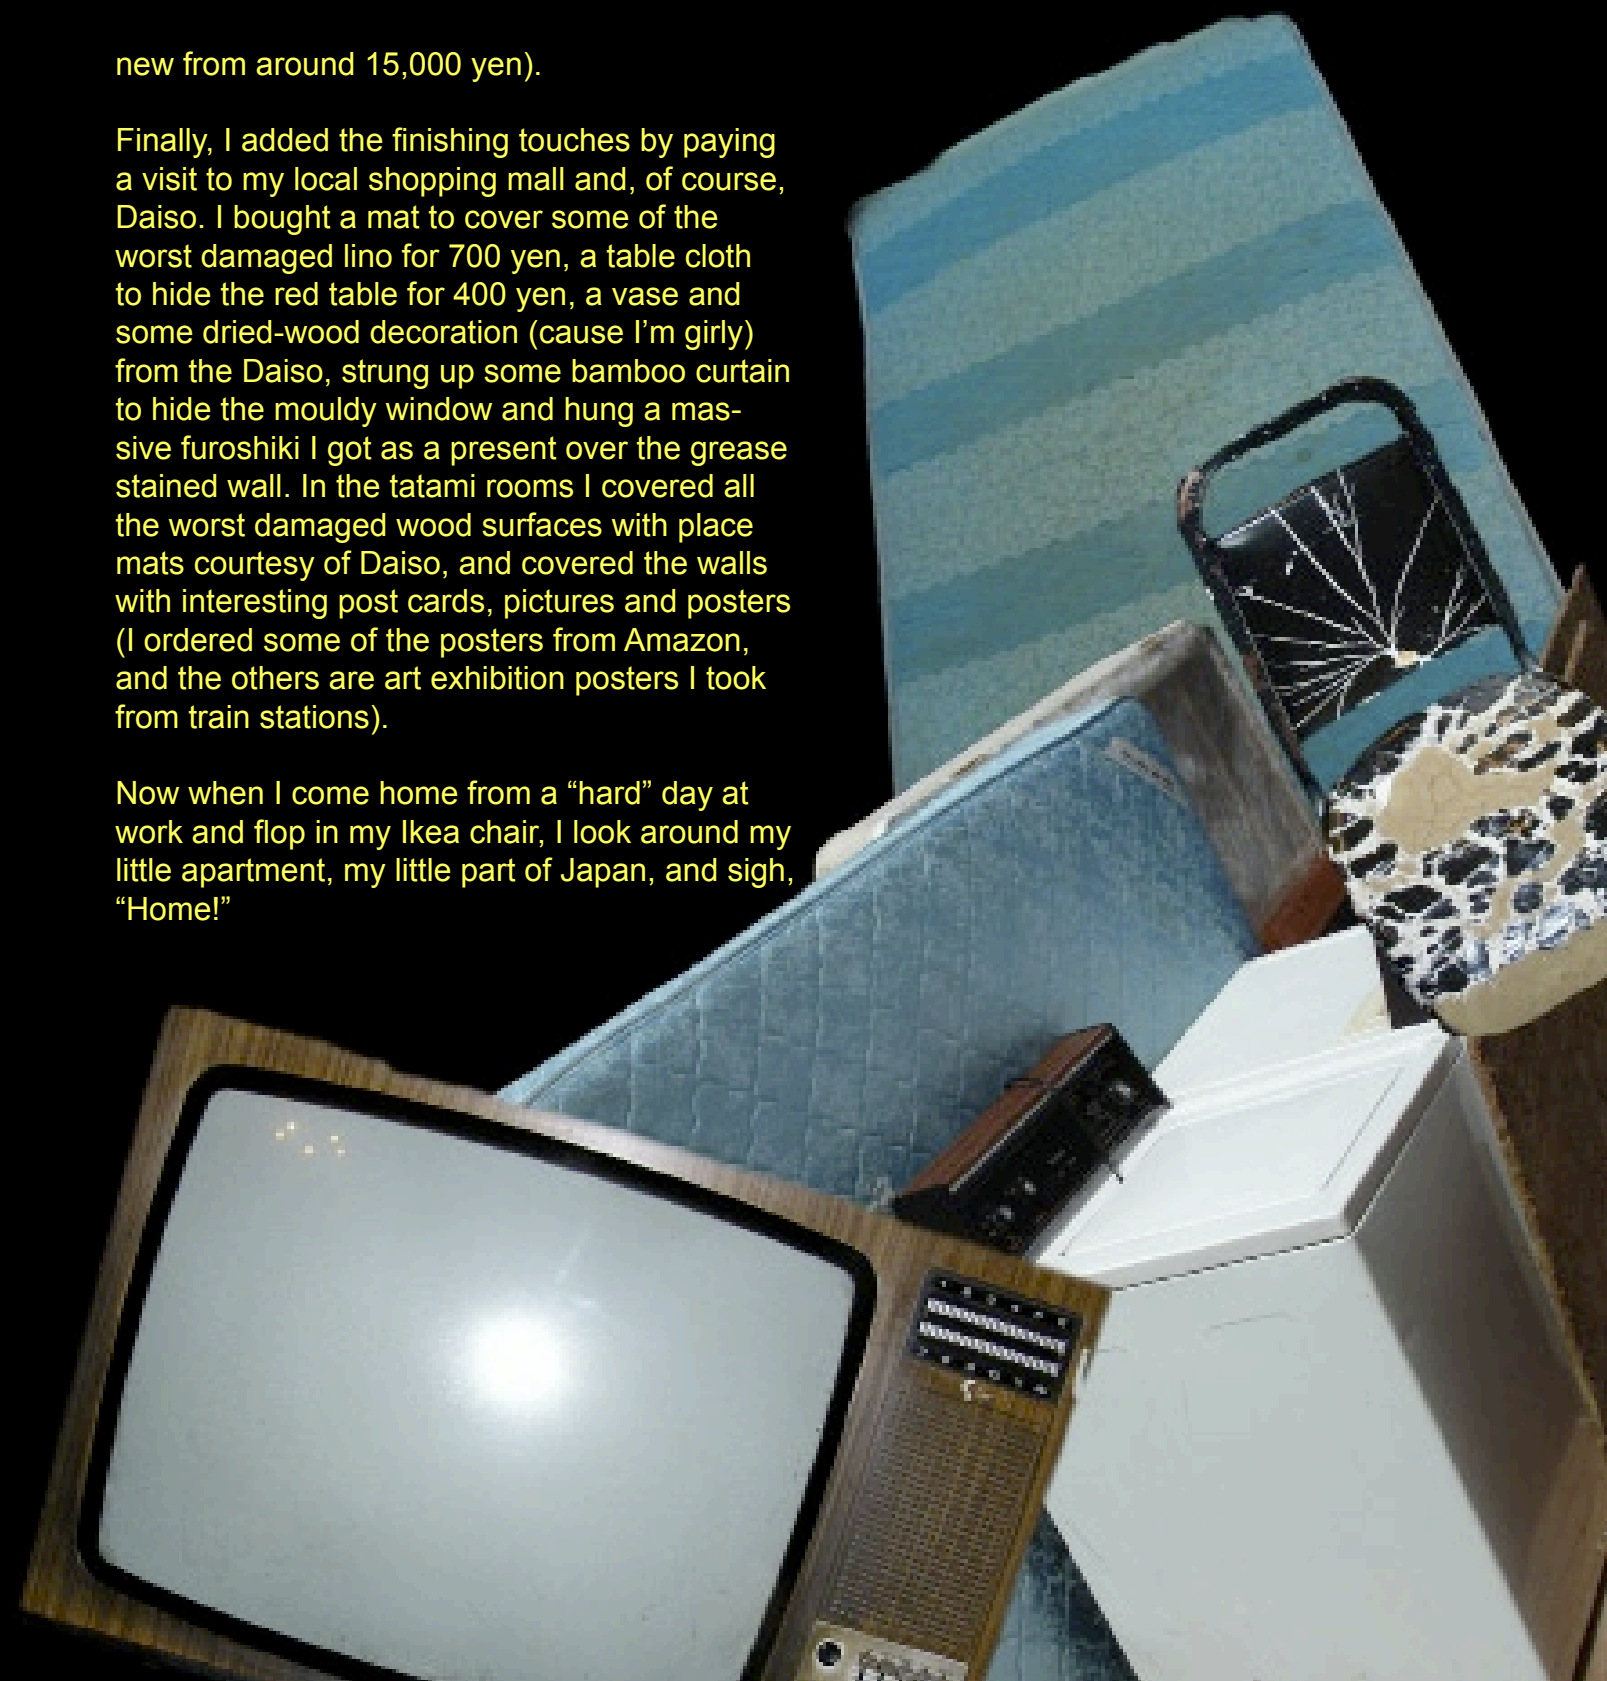 new from around 15,000 yen).
Finally, I added the finishing touches by paying
a visit to my local shopping mall and, of course,
Daiso. I bought a mat to cover some of the
worst damaged lino for 700 yen, a table cloth
to hide the red table for 400 yen, a vase and
some dried-wood decoration (cause I’m girly)
from the Daiso, strung up some bamboo curtain
to hide the mouldy window and hung a mas-
sive furoshiki I got as a present over the grease
stained wall. In the tatami rooms I covered all
the worst damaged wood surfaces with place
mats courtesy of Daiso, and covered the walls
with interesting post cards, pictures and posters
(I ordered some of the posters from Amazon,
and the others are art exhibition posters I took
from train stations).
Now when I come home from a “hard” day at
work and flop in my Ikea chair, I look around my
little apartment, my little part of Japan, and sigh,
“Home!”